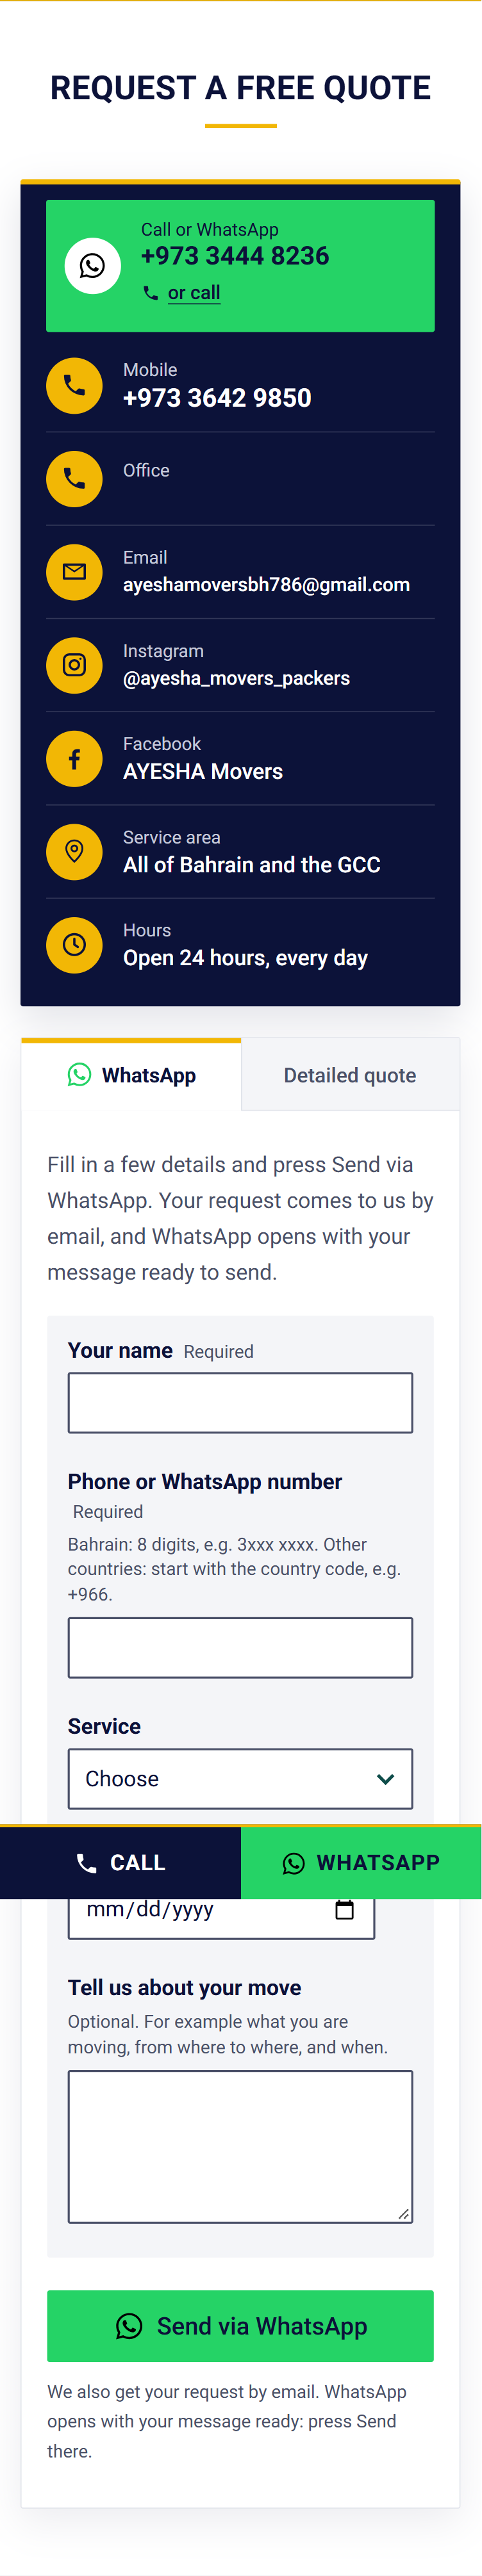 REQUEST A FREE QUOTE
Call or WhatsApp
+973 3444 8236
or call
Mobile
+973 3642 9850
Office
Email
ayeshamoversbh786@gmail.com
Instagram
@ayesha_movers_packers
Facebook
AYESHA Movers
Service area
All of Bahrain and the GCC
Hours
Open 24 hours, every day
WhatsApp
Detailed quote
Fill in a few details and press Send via
WhatsApp. Your request comes to us by
email, and WhatsApp opens with your
message ready to send.
Your name Required
Phone or WhatsApp number
Required
Bahrain: 8 digits, e.g. 3xxx xxxx. Other
countries: start with the country code, e.g.
+966.
Service
Choose
CALL
WHATSAPP
mm/dd/yyyy
Tell us about your move
Optional. For example what you are
moving, from where to where, and when.
Send via WhatsApp
We also get your request by email. WhatsApp
opens with your message ready: press Send
there.